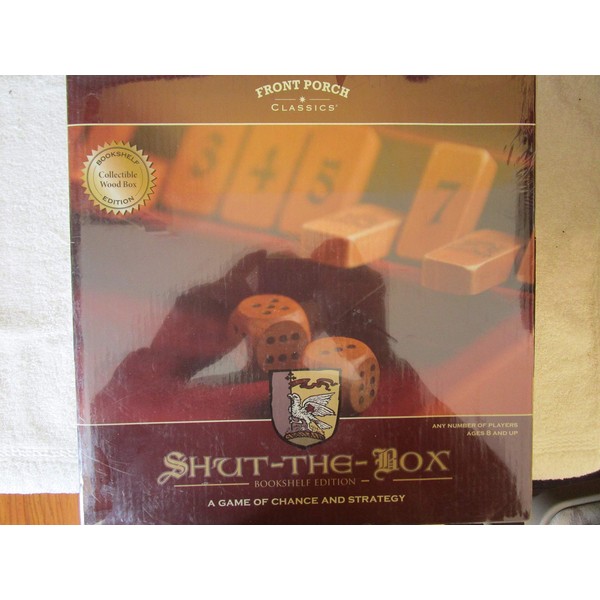 FRONT PORCH
CLASSICS®
BOOKSHELF
Collectible
Wood Box
EDITION
3
4
5
7
ANY NUMBER OF PLAYERS
AGES 8 AND UP
SHUT-THE-BOX
BOOKSHELF EDITION
A GAME OF CHANCE AND STRATEGY